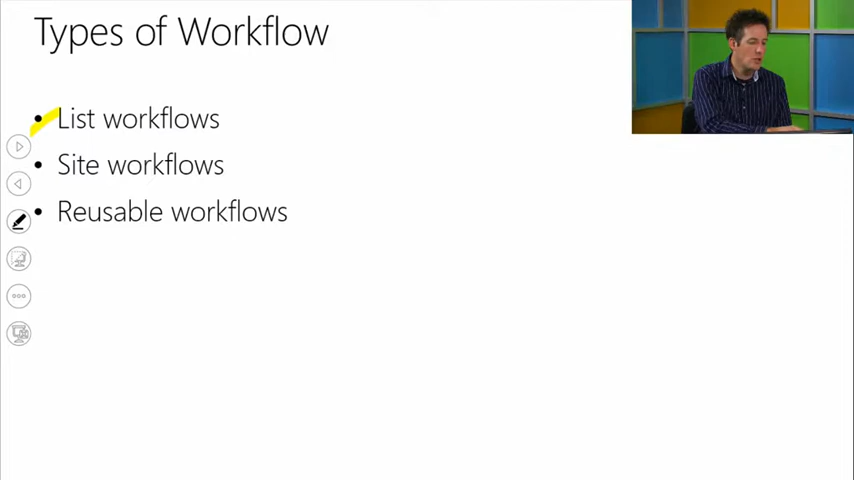 Types of Workflow
• List workflows
• Site workflows
• Reusable workflows